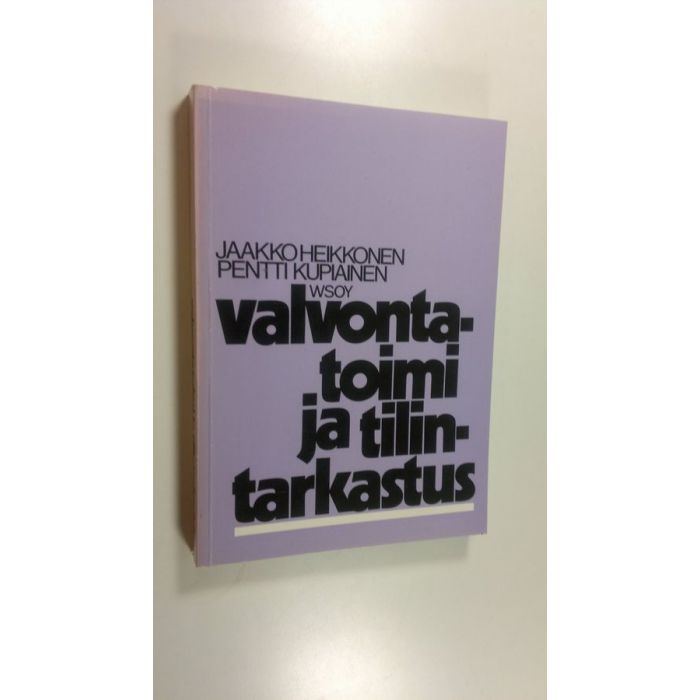 JAAKKO HEIKKONEN
PENTTI KUPIAINEN
WSOY
valvonta-
toimi
ja tilin-
tarkastus